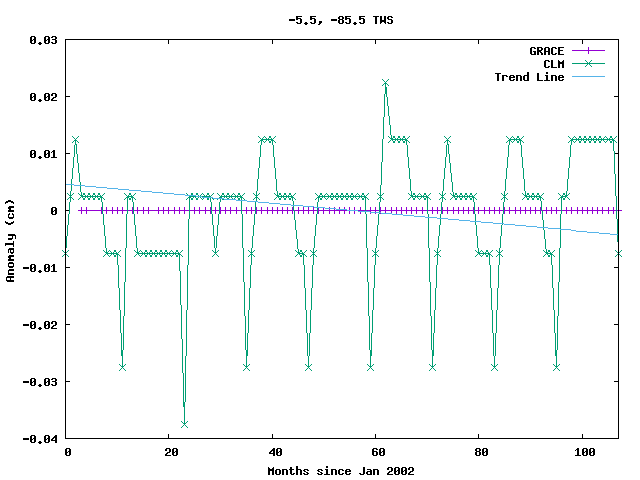 -5.5, -85.5 TWS
GRACE
CLM
Trend Line
0.03
0.02
0.01
0
-0.01
-0.02
-0.03
-0.04
Anomaly (cm)
0 20 40 60 80 100
Months since Jan 2002